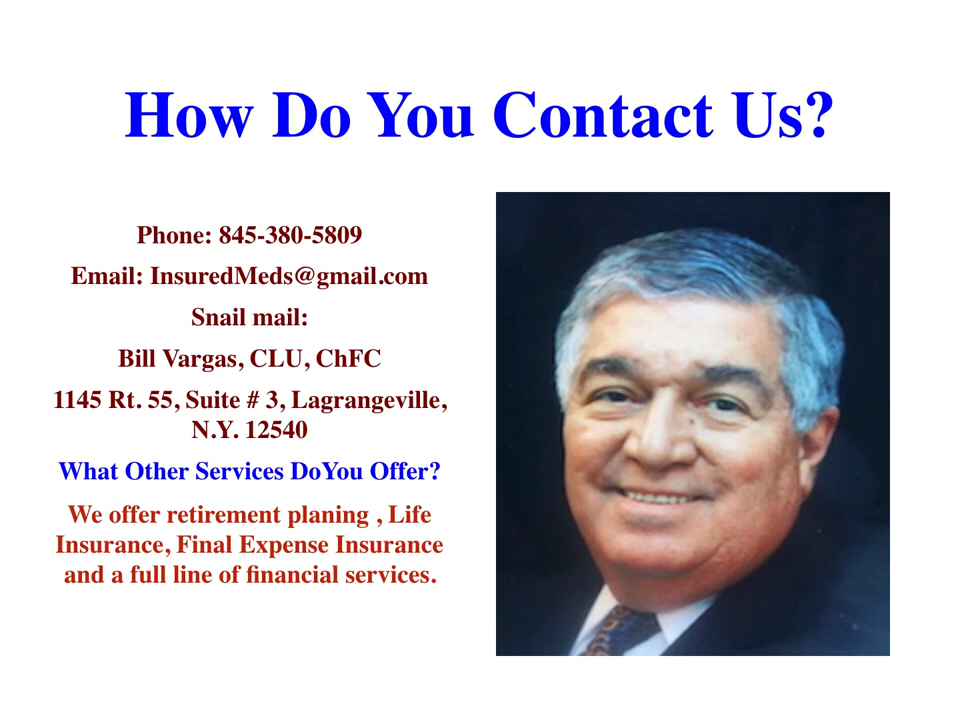 How Do You Contact Us?
Phone: 845-380-5809
Email: InsuredMeds@gmail.com
Snail mail:
Bill Vargas, CLU, ChFC
1145 Rt. 55, Suite # 3, Lagrangeville,
N.Y. 12540
What Other Services DoYou Offer?
We offer retirement planing , Life
Insurance, Final Expense Insurance
and a full line of financial services.